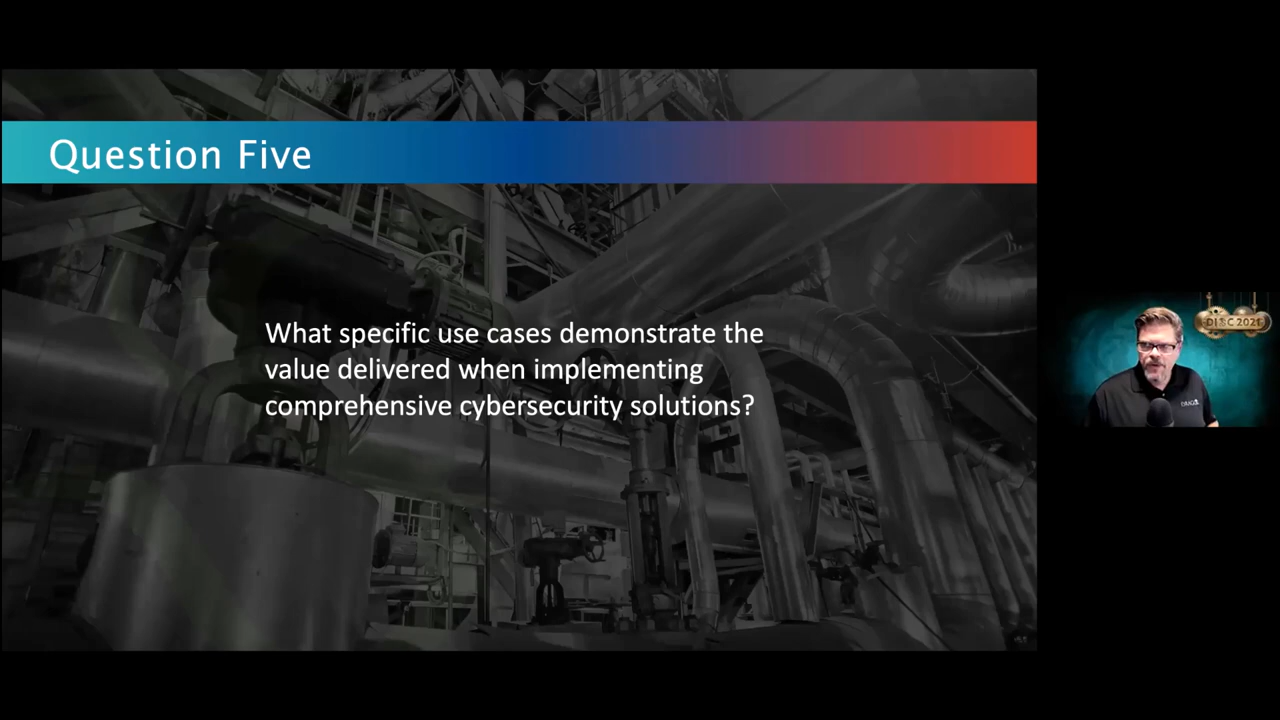 Question Five
What specific use cases demonstrate the
value delivered when implementing
comprehensive cybersecurity solutions?
DISC 2021